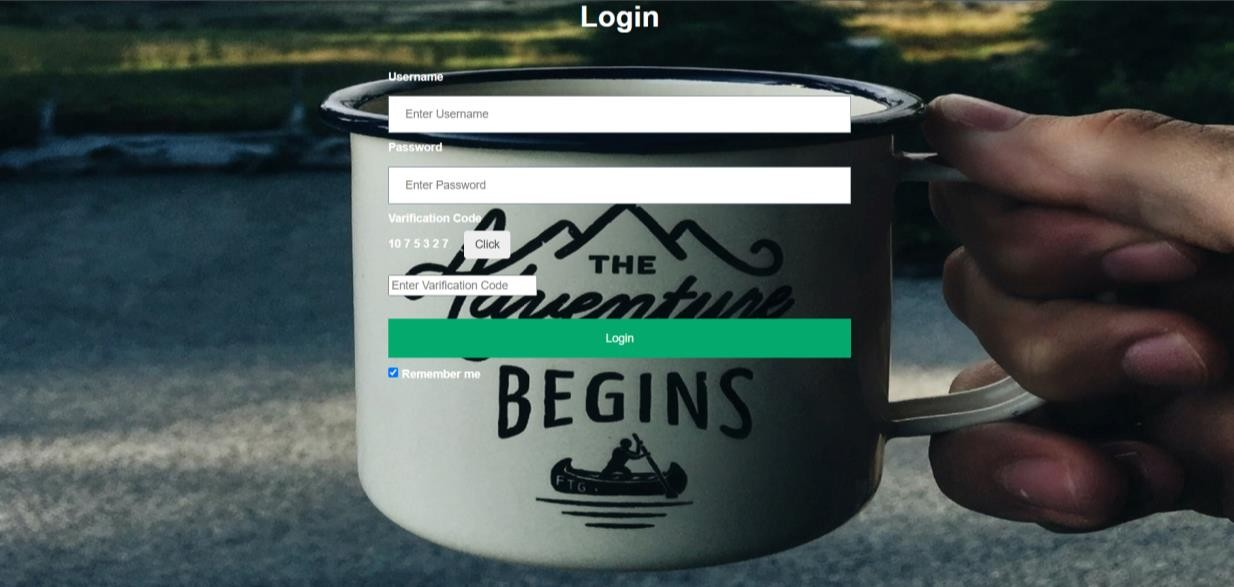 Login
Username
Enter Username
Password
Enter Password
Varification Code
10 7 5 3 2 7 Click
THE
Adventure
Enter Varification Code
Login
Remember me
BEGINS
FTG.